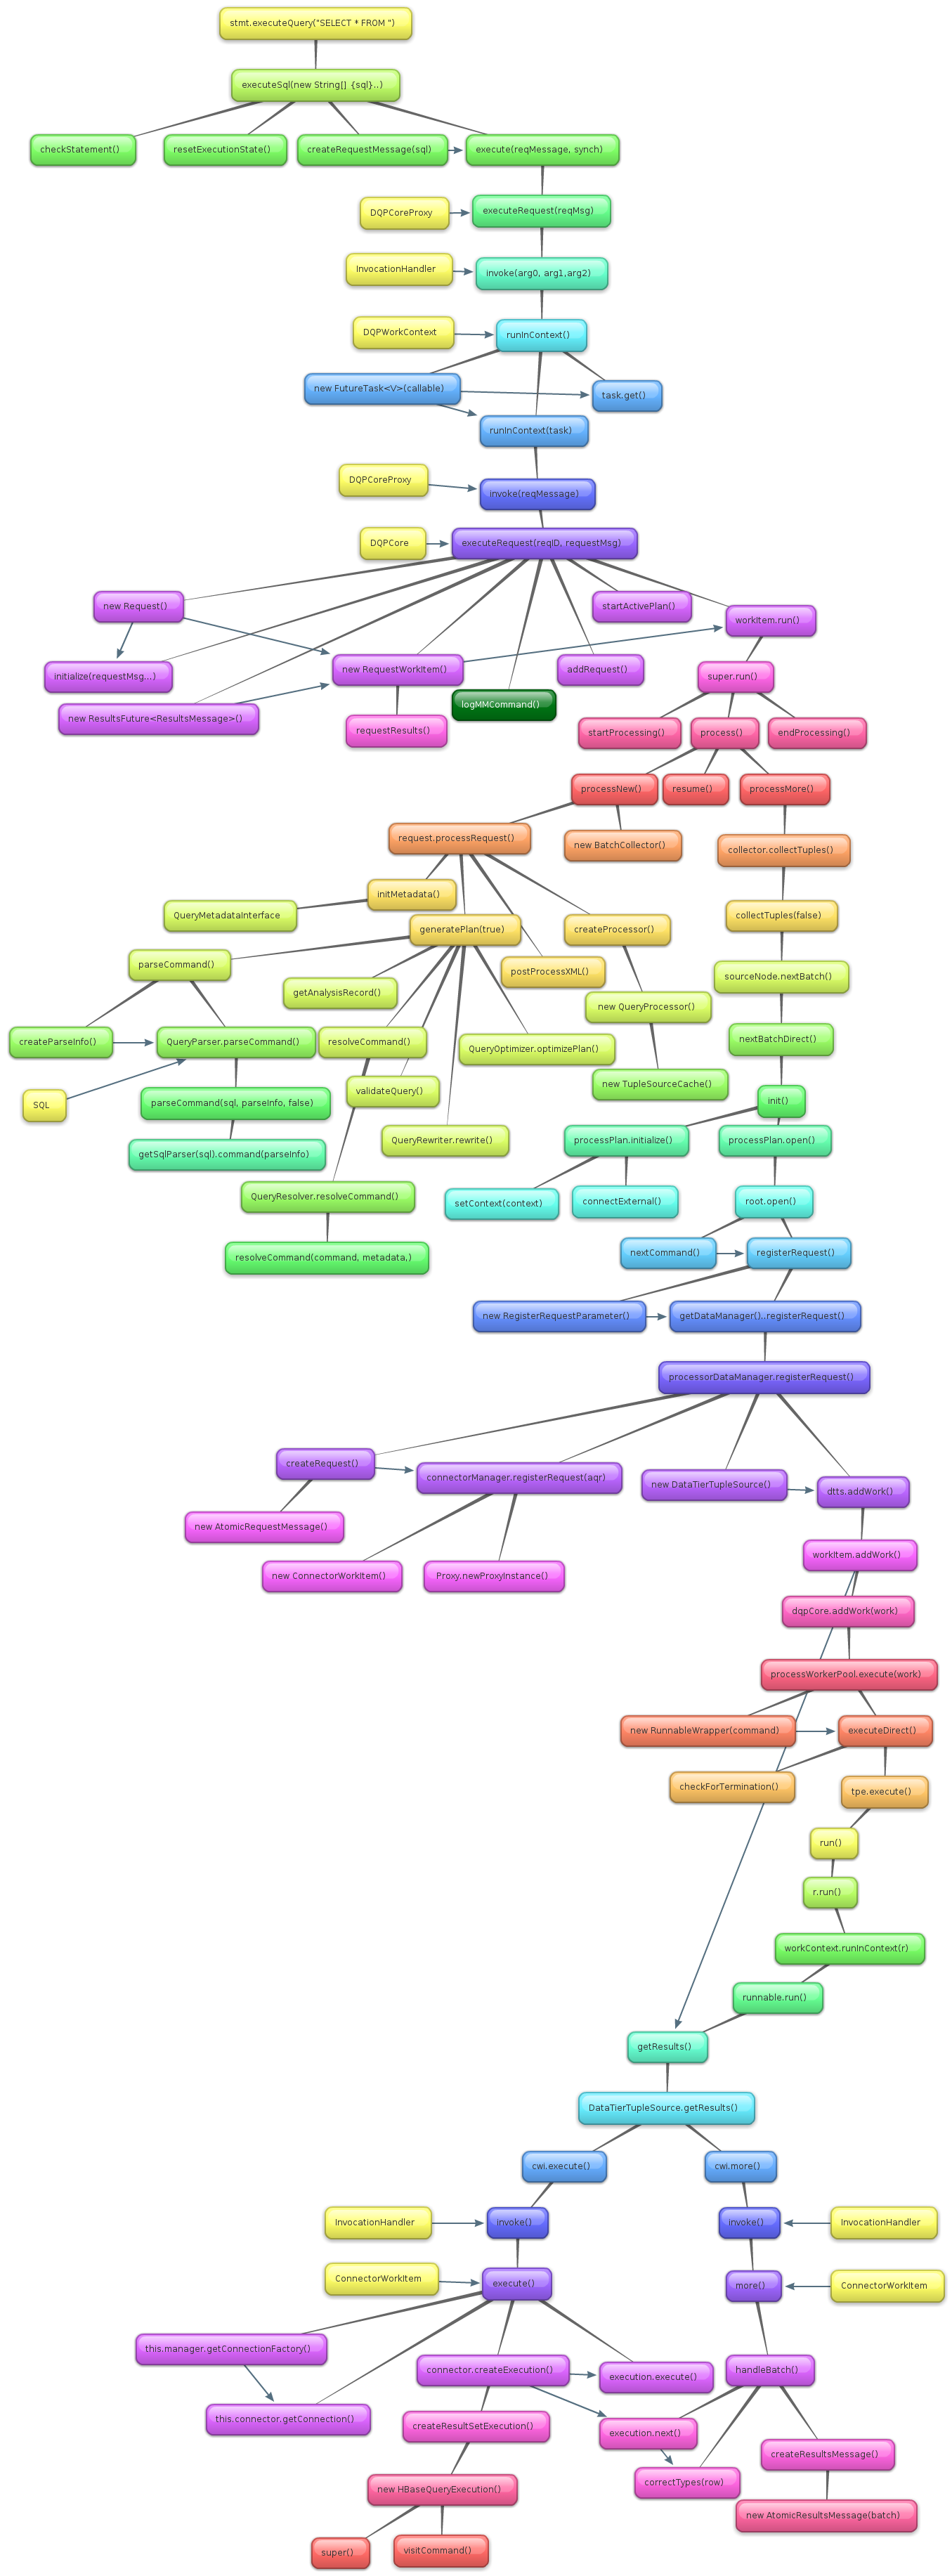 stmt.executeQuery("SELECT * FROM ")
executeSql(new String[] {sql}..)
checkStatement()
resetExecutionState()
createRequestMessage(sql)
execute(reqMessage, synch)
DQPCoreProxy
executeRequest(reqMsg)
InvocationHandler
invoke(arg0, arg1,arg2)
DQPWorkContext
runInContext()
new FutureTask<V>(callable)
task.get()
runInContext(task)
DQPCoreProxy
invoke(reqMessage)
DQPCore
executeRequest(reqID, requestMsg)
new Request()
startActivePlan()
workItem.run()
initialize(requestMsg...)
new RequestWorkItem()
addRequest()
super.run()
new ResultsFuture<ResultsMessage>()
logMMCommand()
requestResults()
startProcessing()
process()
endProcessing()
processNew()
resume()
processMore()
request.processRequest()
new BatchCollector()
collector.collectTuples()
initMetadata()
QueryMetadataInterface
generatePlan(true)
createProcessor()
collectTuples(false)
parseCommand()
postProcessXML()
sourceNode.nextBatch()
getAnalysisRecord()
new QueryProcessor()
createParseInfo()
QueryParser.parseCommand()
resolveCommand()
QueryOptimizer.optimizePlan()
nextBatchDirect()
SQL
validateQuery()
new TupleSourceCache()
parseCommand(sql, parseInfo, false)
init()
getSqlParser(sql).command(parseInfo)
QueryRewriter.rewrite()
processPlan.initialize()
processPlan.open()
QueryResolver.resolveCommand()
setContext(context)
connectExternal()
root.open()
resolveCommand(command, metadata,)
nextCommand()
registerRequest()
new RegisterRequestParameter()
getDataManager()..registerRequest()
processorDataManager.registerRequest()
createRequest()
connectorManager.registerRequest(aqr)
new DataTierTupleSource()
dtts.addWork()
new AtomicRequestMessage()
workItem.addWork()
new ConnectorWorkItem()
Proxy.newProxyInstance()
dqpCore.addWork(work)
processWorkerPool.execute(work)
new RunnableWrapper(command)
executeDirect()
checkForTermination()
tpe.execute()
run()
r.run()
workContext.runInContext(r)
runnable.run()
getResults()
DataTierTupleSource.getResults()
cwi.execute()
cwi.more()
InvocationHandler
invoke()
invoke()
InvocationHandler
ConnectorWorkItem
execute()
more()
ConnectorWorkItem
this.manager.getConnectionFactory()
connector.createExecution()
execution.execute()
handleBatch()
this.connector.getConnection()
createResultSetExecution()
execution.next()
createResultsMessage()
new HBaseQueryExecution()
correctTypes(row)
new AtomicResultsMessage(batch)
super()
visitCommand()